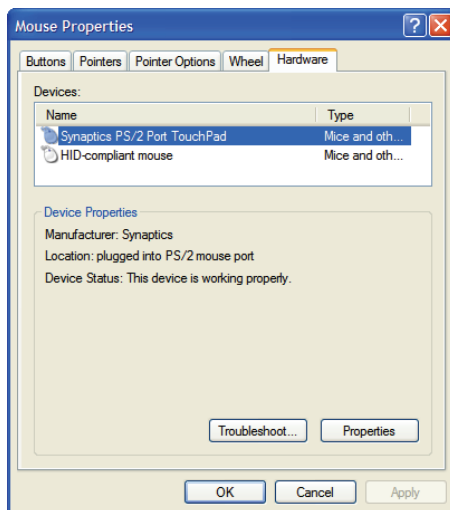 Mouse Properties
Buttons Pointers Pointer Options Wheel Hardware
Devices:
Name Type
Synaptics PS/2 Port TouchPad Mice and oth...
HID-compliant mouse Mice and oth...
Device Properties
Manufacturer: Synaptics
Location: plugged into PS/2 mouse port
Device Status: This device is working properly.
Troubleshoot... Properties
OK Cancel Apply